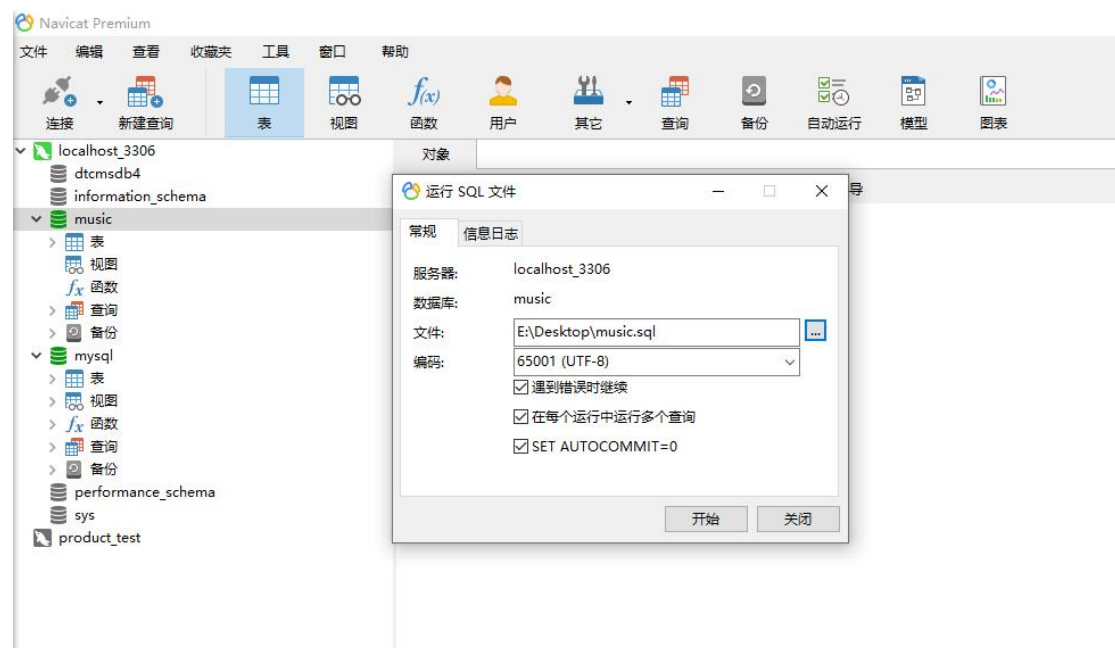 Navicat Premium
文件 编辑 查看 收藏夹 工具 窗口 帮助
连接 新建查询 表 视图 函数 用户 其它 查询 备份 自动运行 模型 图表
localhost_3306
dtcmsdb4
information_schema
music
表
视图
函数
查询
备份
mysql
表
视图
函数
查询
备份
performance_schema
sys
product_test
对象
导
运行 SQL 文件
常规 信息日志
服务器: localhost_3306
数据库: music
文件: E:\Desktop\music.sql ...
编码: 65001 (UTF-8)
遇到错误时继续
在每个运行中运行多个查询
SET AUTOCOMMIT=0
开始 关闭